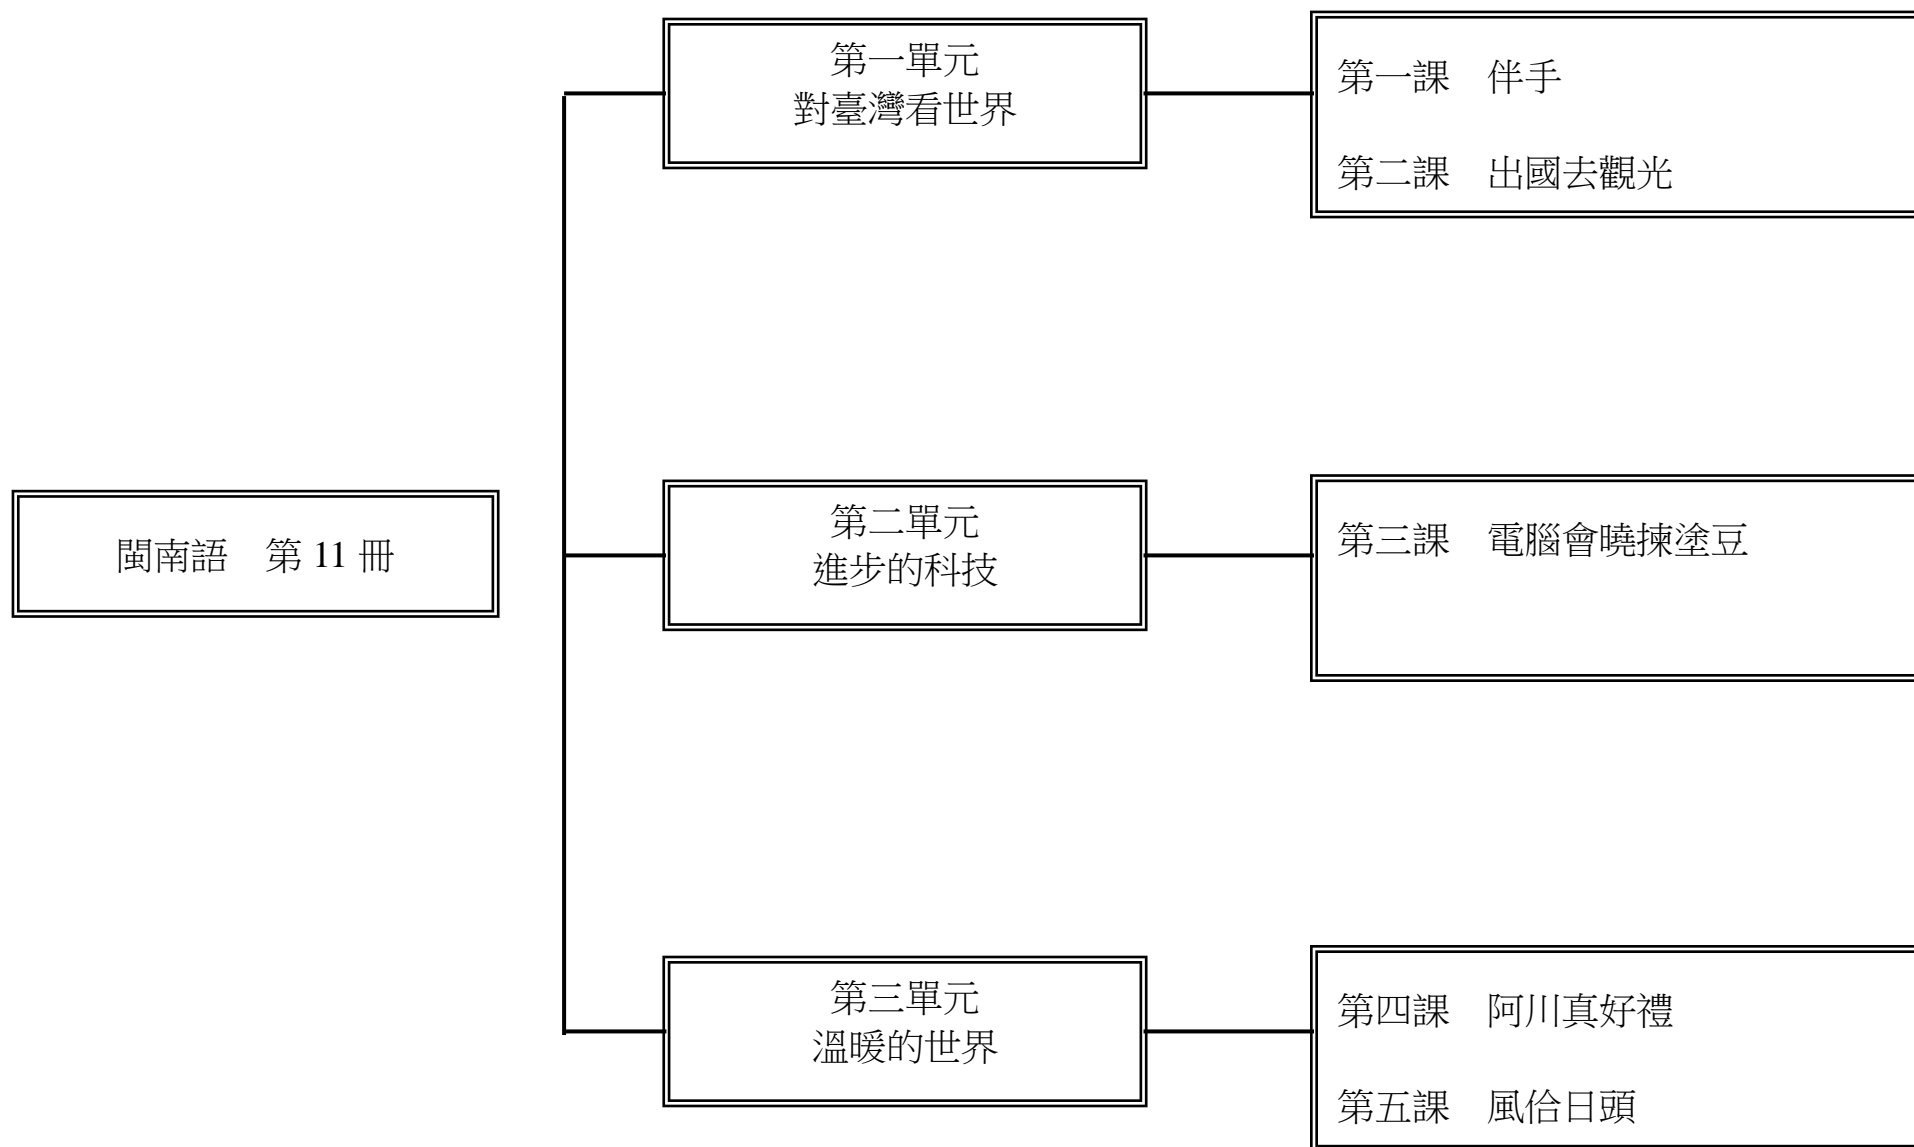 閩南語　第 11 冊
第一單元
對臺灣看世界
第一課　伴手
第二課　出國去觀光
第二單元
進步的科技
第三課　電腦會曉揀塗豆
第三單元
溫暖的世界
第四課　阿川真好禮
第五課　風佮日頭